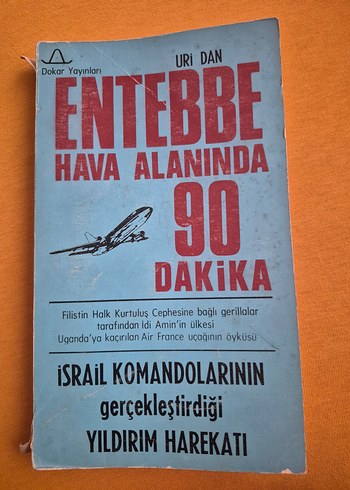 URİ DAN
Dokar Yayınları
ENTEBBE
HAVA ALANINDA
90
DAKİKA
Filistin Halk Kurtuluş Cephesine bağlı gerillalar
tarafından İdi Amin'in ülkesi
Uganda'ya kaçırılan Air France uçağının öyküsü
İSRAİL KOMANDOLARININ
gerçekleştirdiği
YILDIRIM HAREKATI